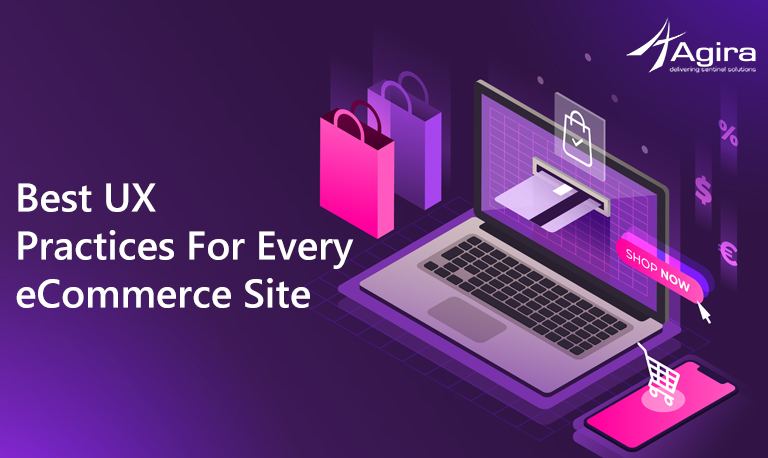 Agira
delivering sentinel solutions
Best UX
Practices For Every
eCommerce Site
%
$
€
SHOP NOW